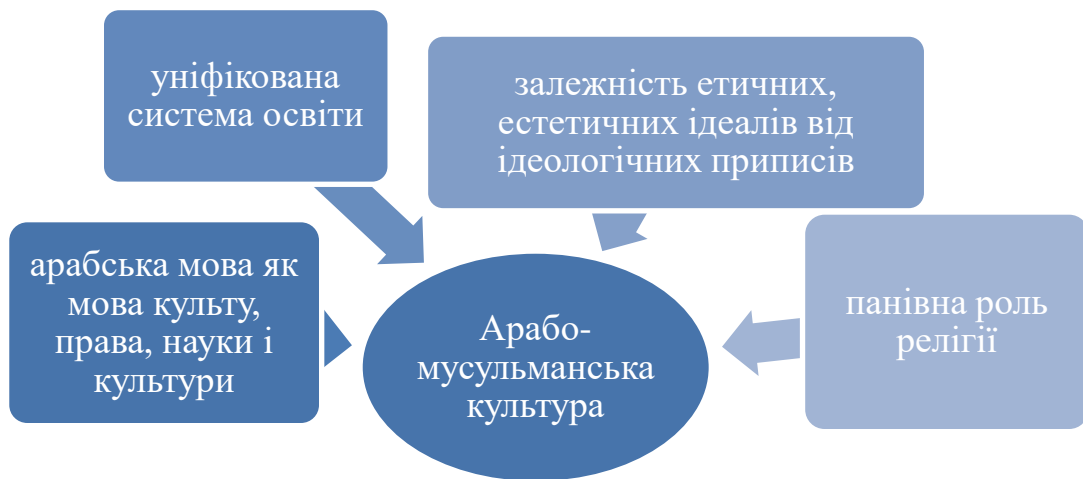 уніфікована
система освіти
залежність етичних,
естетичних ідеалів від
ідеологічних приписів
арабська мова як
мова культу,
права, науки і
культури
Арабо-
мусульманська
культура
панівна роль
релігії